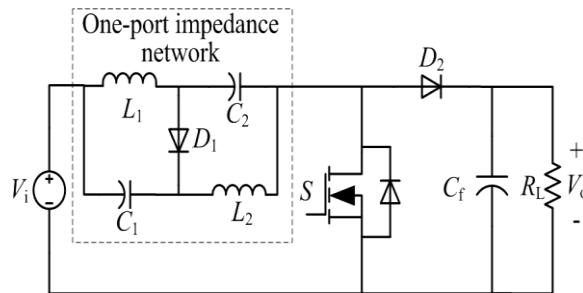 One-port impedance
network
L1
C2
D1
C1
L2
Vi
+
-
S
D2
Cf
RL
+
Vo
-